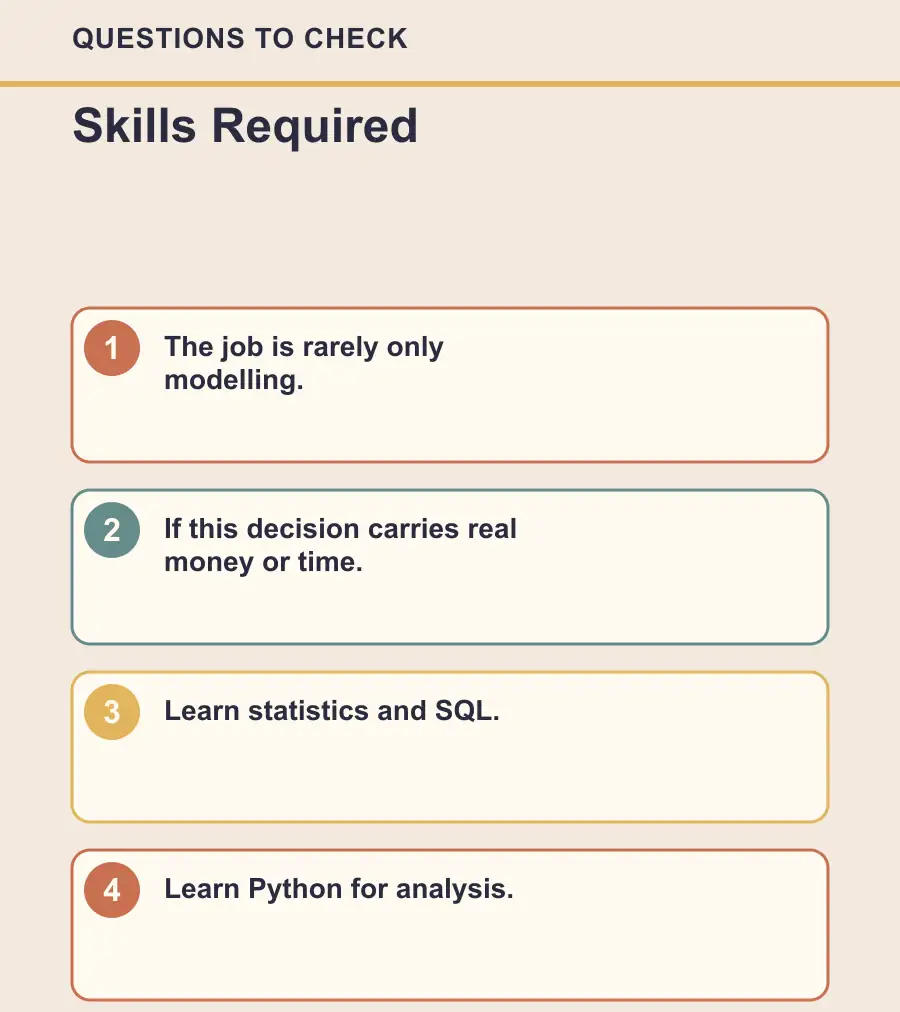 QUESTIONS TO CHECK
Skills Required
1
The job is rarely only
modelling.
2
If this decision carries real
money or time.
3
Learn statistics and SQL.
4
Learn Python for analysis.